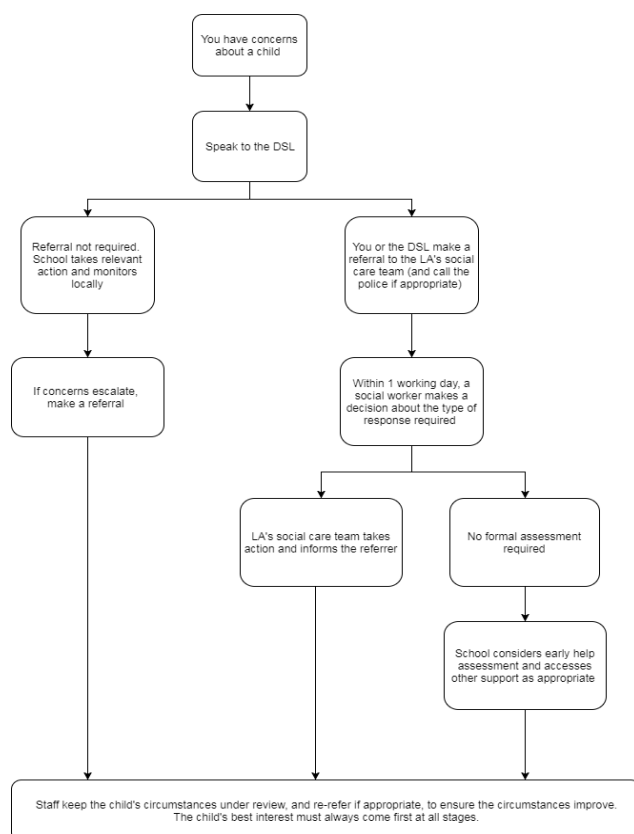 You have concerns
about a child
Speak to the DSL
Referral not required.
School takes relevant
action and monitors
locally
You or the DSL make a
referral to the LA's social
care team (and call the
police if appropriate)
If concerns escalate,
make a referral
Within 1 working day, a
social worker makes a
decision about the type of
response required
LA's social care team takes
action and informs the referrer
No formal assessment
required
School considers early help
assessment and accesses
other support as appropriate
Staff keep the child's circumstances under review, and re-refer if appropriate, to ensure the circumstances improve.
The child's best interest must always come first at all stages.